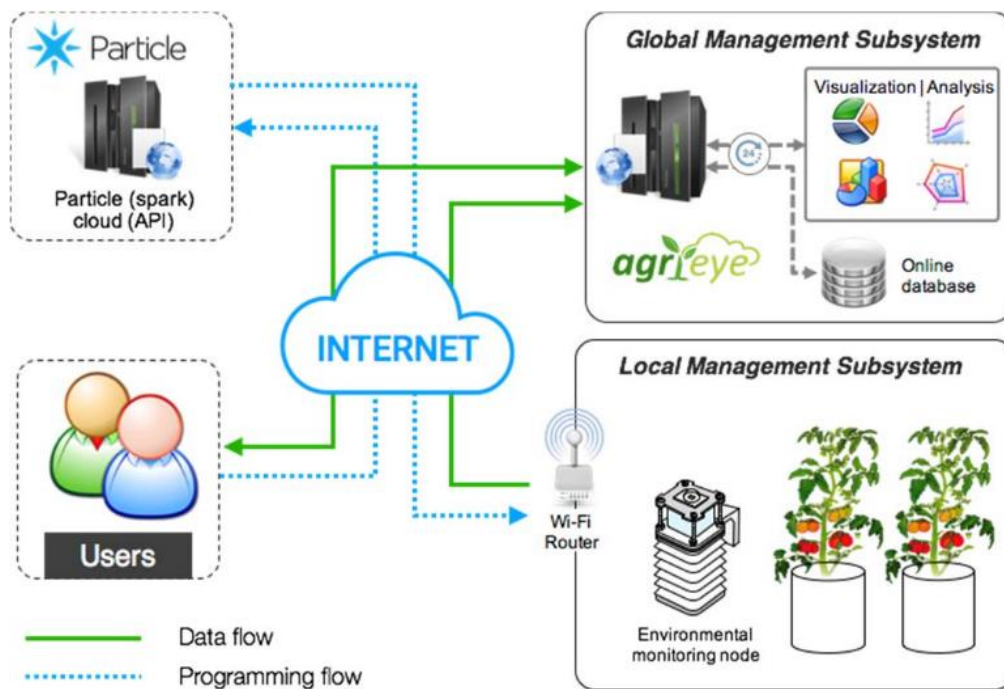 Particle
Particle (spark)
cloud (API)
Global Management Subsystem
Visualization | Analysis
24
agrieye
Online
database
INTERNET
Local Management Subsystem
Wi-Fi
Router
Environmental
monitoring node
Users
Data flow
Programming flow